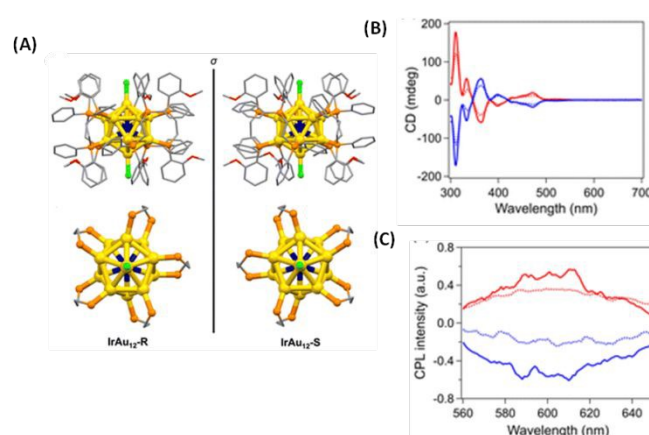 (A)
σ
IrAu₁₂-R
IrAu₁₂-S
(B)
CD (mdeg)
200
100
0
-100
-200
300
400
500
600
700
Wavelength (nm)
(C)
CPL intensity (a.u.)
0.8
0.4
0.0
-0.4
-0.8
560
580
600
620
640
Wavelength (nm)